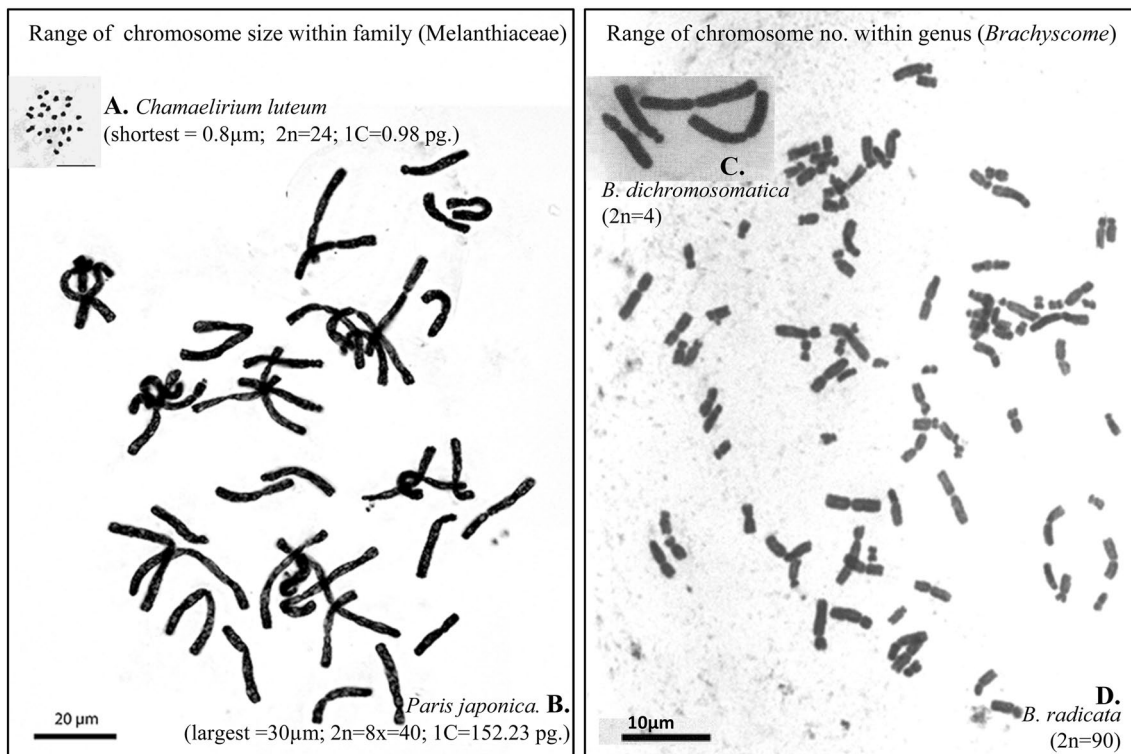 Range of chromosome size within family (Melanthiaceae)
A. Chamaelirium luteum
(shortest = 0.8µm; 2n=24; 1C=0.98 pg.)
Paris japonica. B.
20 µm
(largest =30µm; 2n=8x=40; 1C=152.23 pg.)
Range of chromosome no. within genus (Brachyscome)
C.
B. dichromosomatica
(2n=4)
D.
10µm
B. radicata
(2n=90)